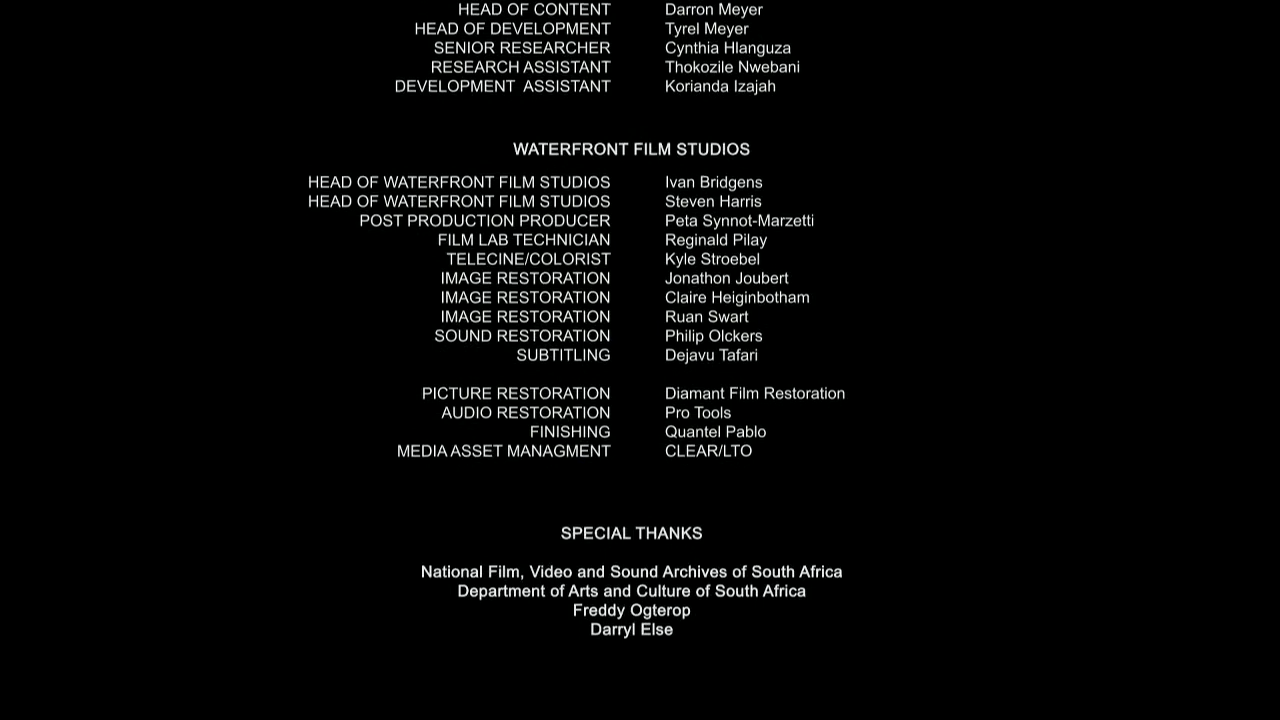 HEAD OF CONTENT Darron Meyer
HEAD OF DEVELOPMENT Tyrel Meyer
SENIOR RESEARCHER Cynthia Hlanguza
RESEARCH ASSISTANT Thokozile Nwebani
DEVELOPMENT ASSISTANT Korianda Izajah
WATERFRONT FILM STUDIOS
HEAD OF WATERFRONT FILM STUDIOS Ivan Bridgens
HEAD OF WATERFRONT FILM STUDIOS Steven Harris
POST PRODUCTION PRODUCER Peta Synnot-Marzetti
FILM LAB TECHNICIAN Reginald Pilay
TELECINE/COLORIST Kyle Stroebel
IMAGE RESTORATION Jonathon Joubert
IMAGE RESTORATION Claire Heiginbotham
IMAGE RESTORATION Ruan Swart
SOUND RESTORATION Philip Olckers
SUBTITLING Dejavu Tafari
PICTURE RESTORATION Diamant Film Restoration
AUDIO RESTORATION Pro Tools
FINISHING Quantel Pablo
MEDIA ASSET MANAGMENT CLEAR/LTO
SPECIAL THANKS
National Film, Video and Sound Archives of South Africa
Department of Arts and Culture of South Africa
Freddy Ogterop
Darryl Else